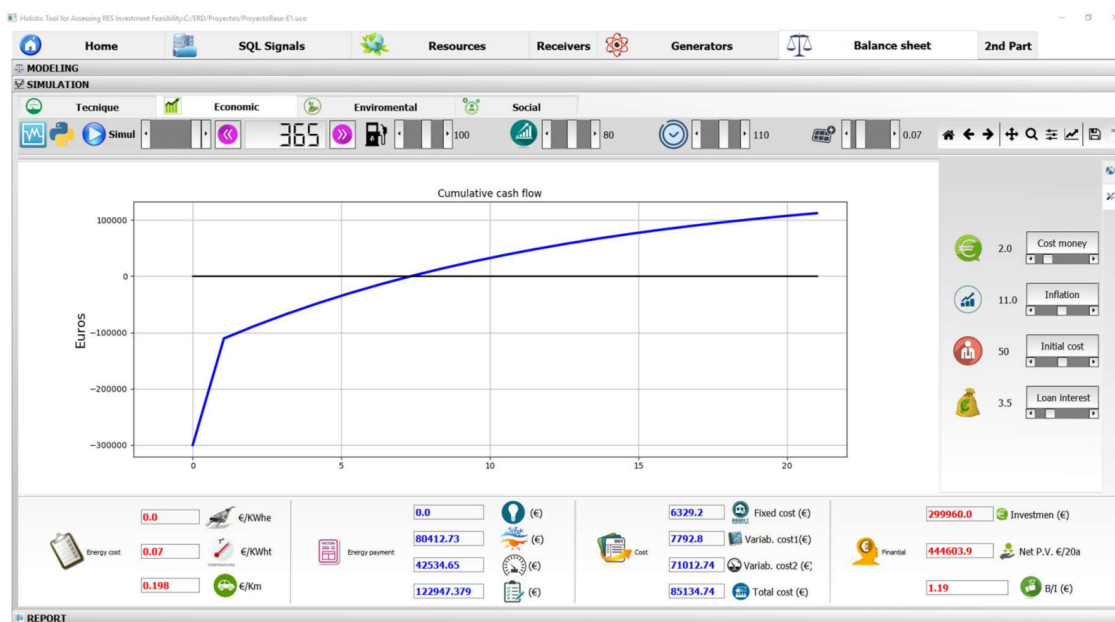 Holistic Tool for Assessing RES Investment Feasibility:C:/ERD/Proyectos/ProyectoBase-E1.uco
Home SQL Signals Resources Receivers Generators Balance sheet 2nd Part
MODELING
SIMULATION
Tecnique Economic Enviromental Social
Simul 365 100 80 110 0.07
Cumulative cash flow
Euros
100000
0
−100000
−200000
−300000
0 5 10 15 20
2.0 Cost money
11.0 Inflation
50 Initial cost
3.5 Loan interest
0.0 €/KWhe 0.0 (€) 6329.2 Fixed cost (€) 299960.0 Investmen (€)
80412.73 (€) 7792.8 Variab. cost1(€)
Energy cost 0.07 €/KWht Energy payment Cost Finantial 444603.9 Net P.V. €/20a
42534.65 (€) 71012.74 Variab. cost2 (€)
0.198 €/Km 122947.379 (€) 85134.74 Total cost (€) 1.19 B/I (€)
REPORT